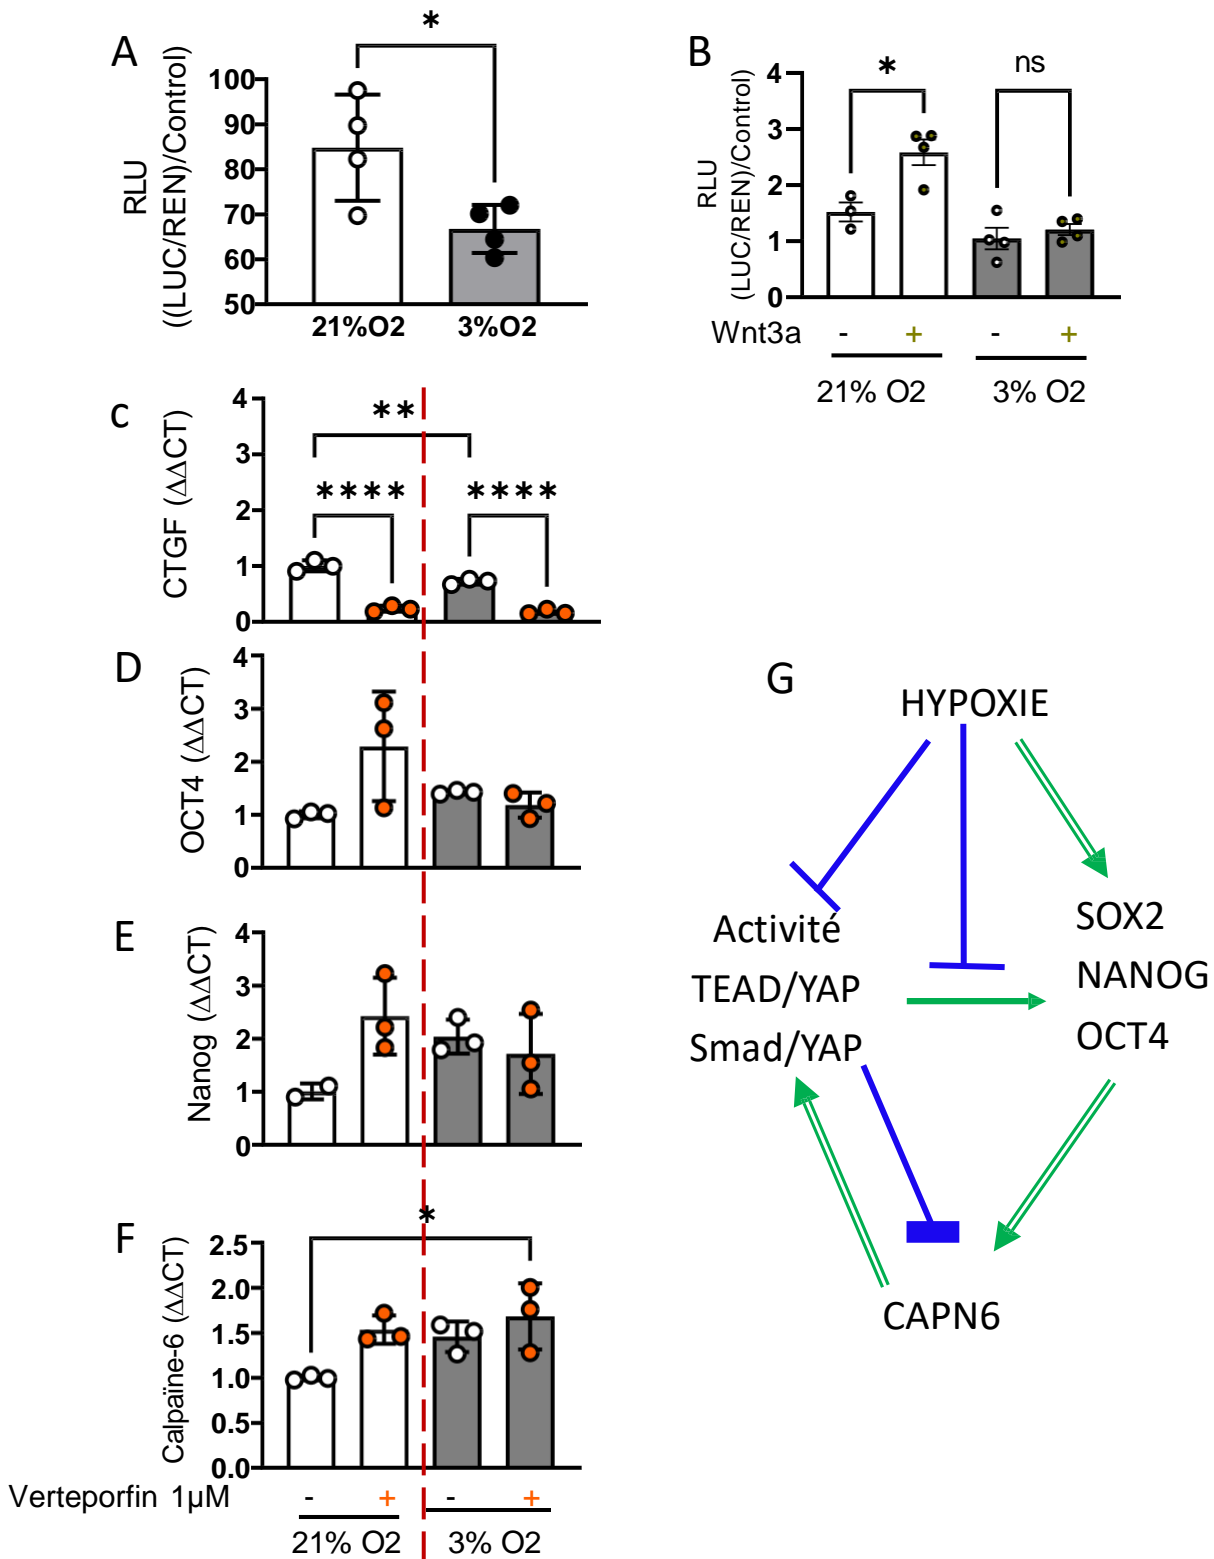 A
*
RLU
((LUC/REN)/Control)
100
90
80
70
60
50
21%O2 3%O2
B
* ns
RLU
(LUC/REN)/Control)
4
3
2
1
0
Wnt3a - + - +
21% O2 3% O2
c
**
**** ****
CTGF (ΔΔCT)
4
3
2
1
0
D
OCT4 (ΔΔCT)
4
3
2
1
0
E
Nanog (ΔΔCT)
4
3
2
1
0
F
*
Calpaïne-6 (ΔΔCT)
2.5
2.0
1.5
1.0
0.5
0.0
Verteporfin 1µM - + - +
21% O2 3% O2
G
HYPOXIE
Activité
TEAD/YAP
Smad/YAP
SOX2
NANOG
OCT4
CAPN6